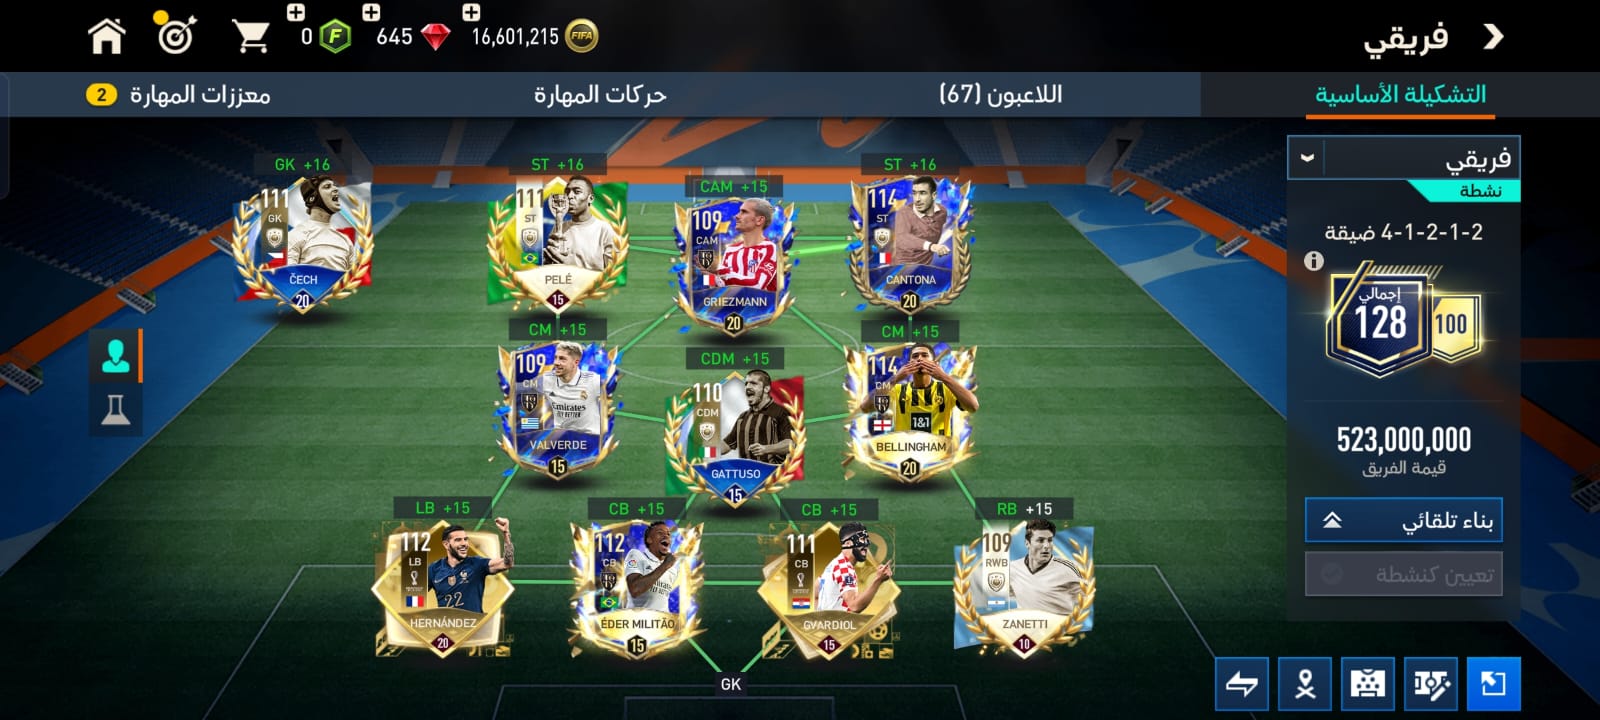 0
645
16,601,215
FIFA
فريقي
التشكيلة الأساسية
اللاعبون (67)
حركات المهارة
معززات المهارة 2
GK +16
111
GK
ČECH
20
ST +16
111
ST
PELÉ
15
CAM +15
109
CAM
GRIEZMANN
20
ST +16
114
ST
CANTONA
20
CM +15
109
CM
VALVERDE
15
CDM +15
110
CDM
GATTUSO
15
CM +15
114
CM
1&1
BELLINGHAM
20
LB +15
112
LB
22
HERNÁNDEZ
20
CB +15
112
CB
ÉDER MILITÃO
15
CB +15
111
CB
GVARDIOL
15
RB +15
109
RWB
ZANETTI
10
GK
فريقي
نشطة
4-1-2-1-2 ضيقة
إجمالي
128
100
523,000,000
قيمة الفريق
بناء تلقائي
تعيين كنشطة